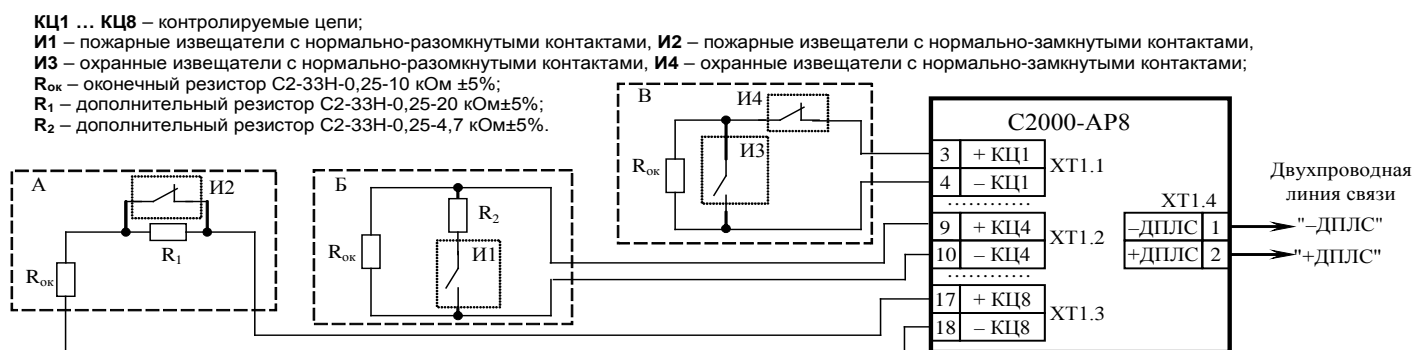 КЦ1 … КЦ8 – контролируемые цепи;
И1 – пожарные извещатели с нормально-разомкнутыми контактами, И2 – пожарные извещатели с нормально-замкнутыми контактами,
И3 – охранные извещатели с нормально-разомкнутыми контактами, И4 – охранные извещатели с нормально-замкнутыми контактами;
Rок – оконечный резистор С2-33Н-0,25-10 кОм ±5%;
R1 – дополнительный резистор С2-33Н-0,25-20 кОм±5%;
R2 – дополнительный резистор С2-33Н-0,25-4,7 кОм±5%.
А
И2
R1
Rок
Б
R2
Rок
И1
В
И4
И3
Rок
С2000-АР8
3 + КЦ1
4 – КЦ1
XT1.1
............
9 + КЦ4
10 – КЦ4
XT1.2
............
17 + КЦ8
18 – КЦ8
XT1.3
XT1.4
–ДПЛС 1
+ДПЛС 2
Двухпроводная
линия связи
"–ДПЛС"
"+ДПЛС"